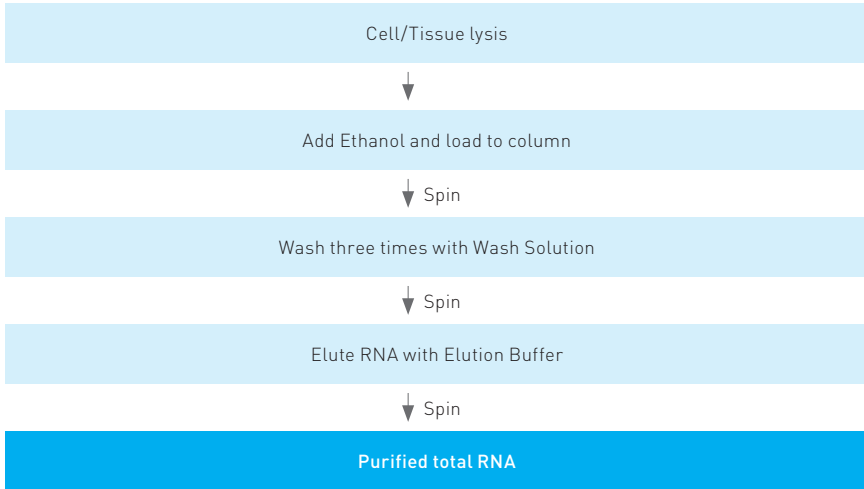 Cell/Tissue lysis
Add Ethanol and load to column
Spin
Wash three times with Wash Solution
Spin
Elute RNA with Elution Buffer
Spin
Purified total RNA